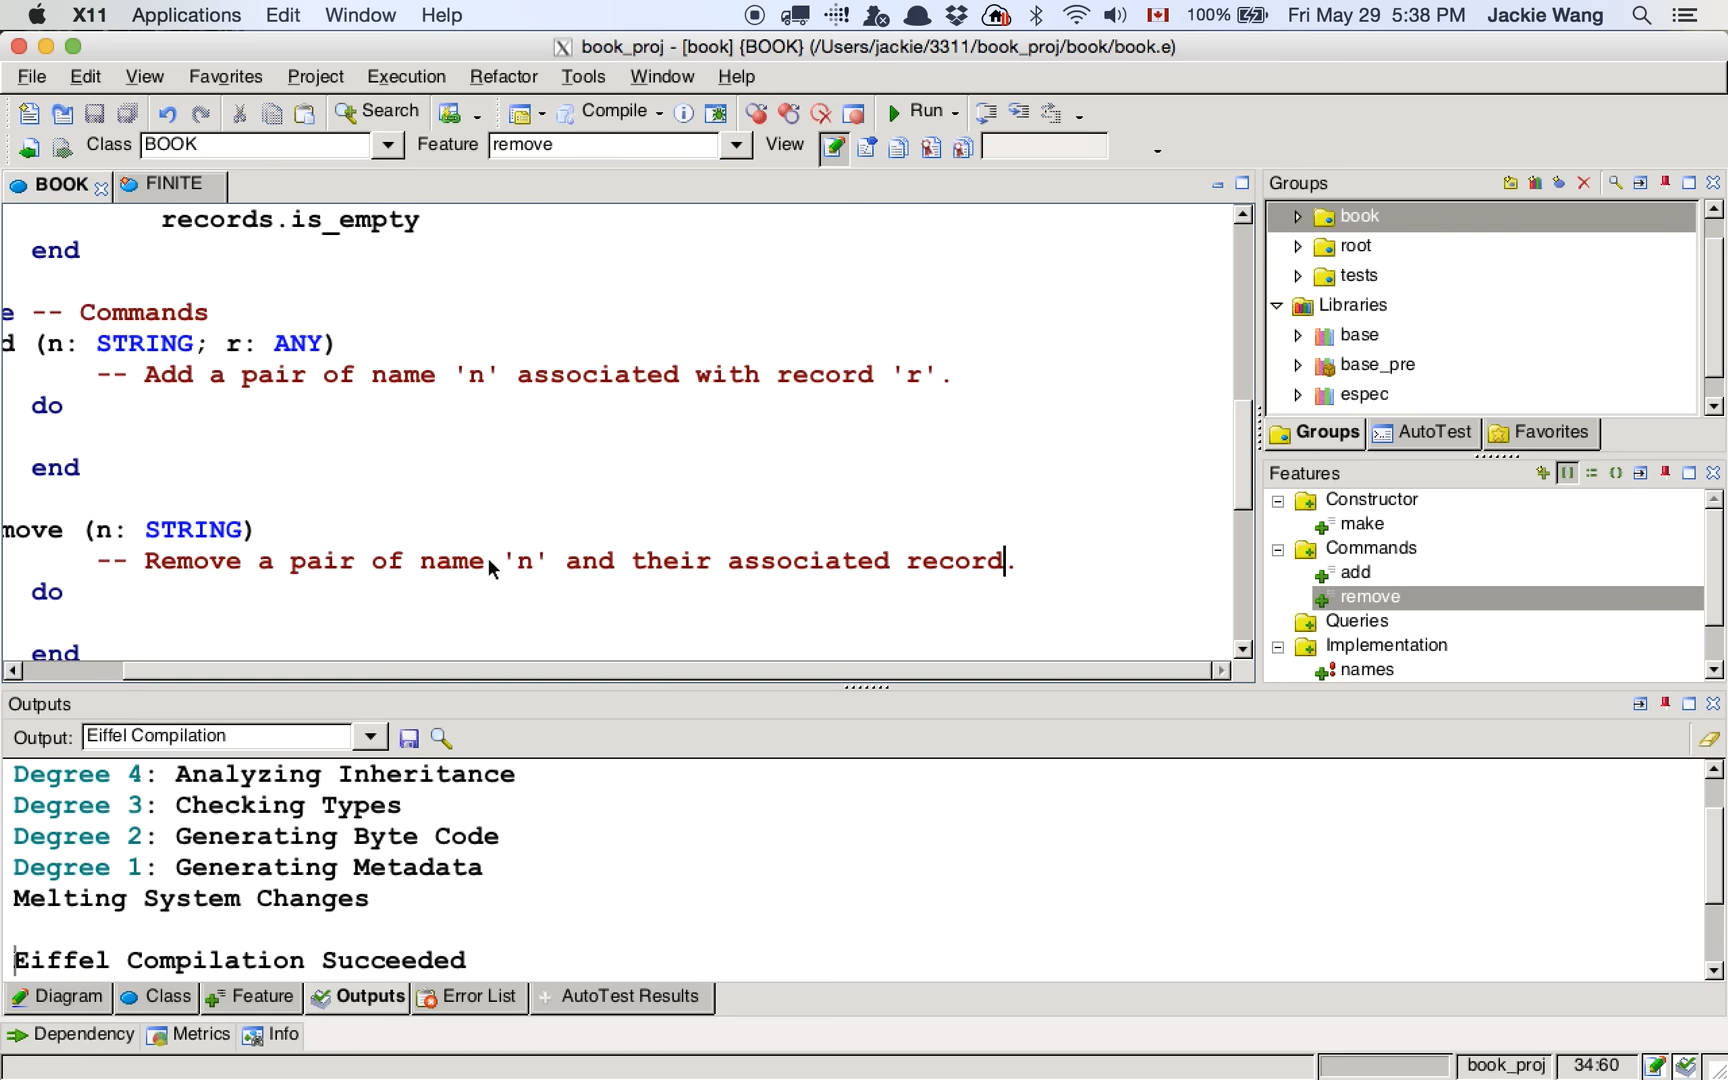 X11 Applications Edit Window Help 100% Fri May 29 5:38 PM Jackie Wang
book_proj - [book] {BOOK} (/Users/jackie/3311/book_proj/book/book.e)
File Edit View Favorites Project Execution Refactor Tools Window Help
Search Compile Run
Class BOOK Feature remove View
BOOK FINITE
records.is_empty
end
e -- Commands
d (n: STRING; r: ANY)
-- Add a pair of name 'n' associated with record 'r'.
do
end
move (n: STRING)
-- Remove a pair of name 'n' and their associated record.
do
end
Groups
book
root
tests
Libraries
base
base_pre
espec
Groups AutoTest Favorites
Features
Constructor
make
Commands
add
remove
Queries
Implementation
names
Outputs
Output: Eiffel Compilation
Degree 4: Analyzing Inheritance
Degree 3: Checking Types
Degree 2: Generating Byte Code
Degree 1: Generating Metadata
Melting System Changes
Eiffel Compilation Succeeded
Diagram Class Feature Outputs Error List AutoTest Results
Dependency Metrics Info
book_proj 34:60